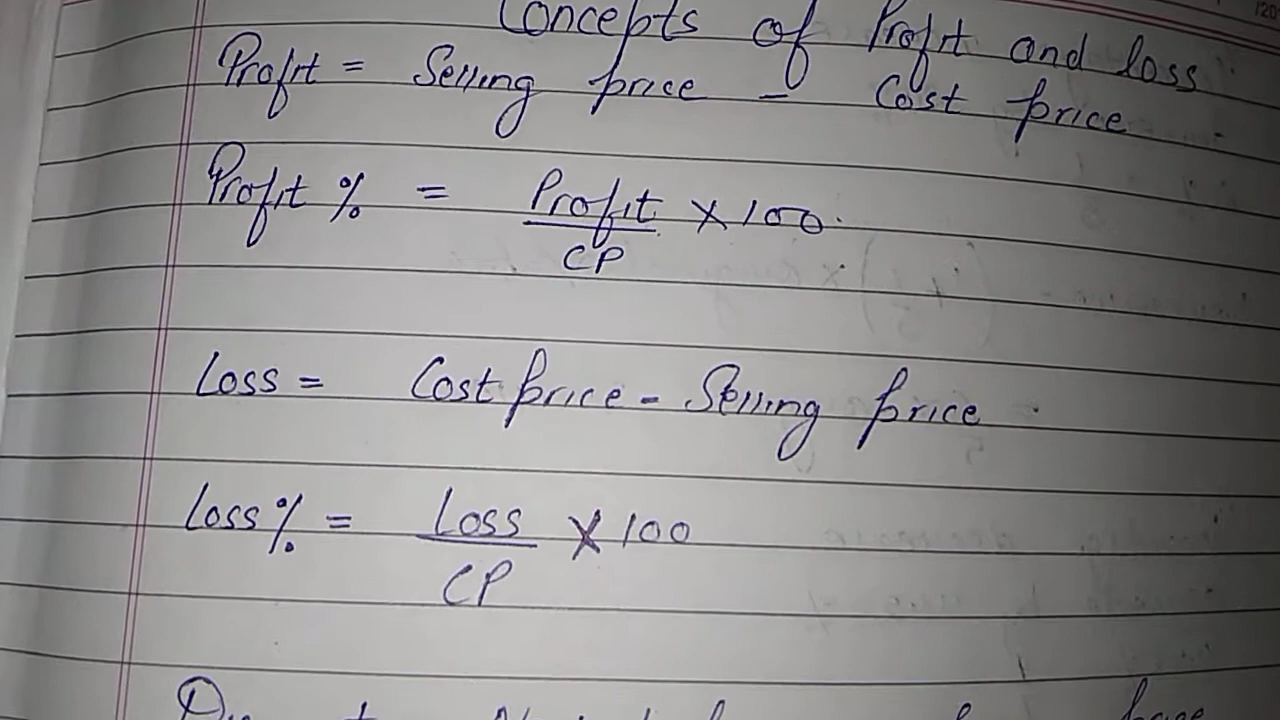 Concepts of Profit and loss
Profit = Selling price - Cost price
Profit % = Profit/CP × 100.
Loss = Cost price - Selling price
Loss % = Loss/CP × 100